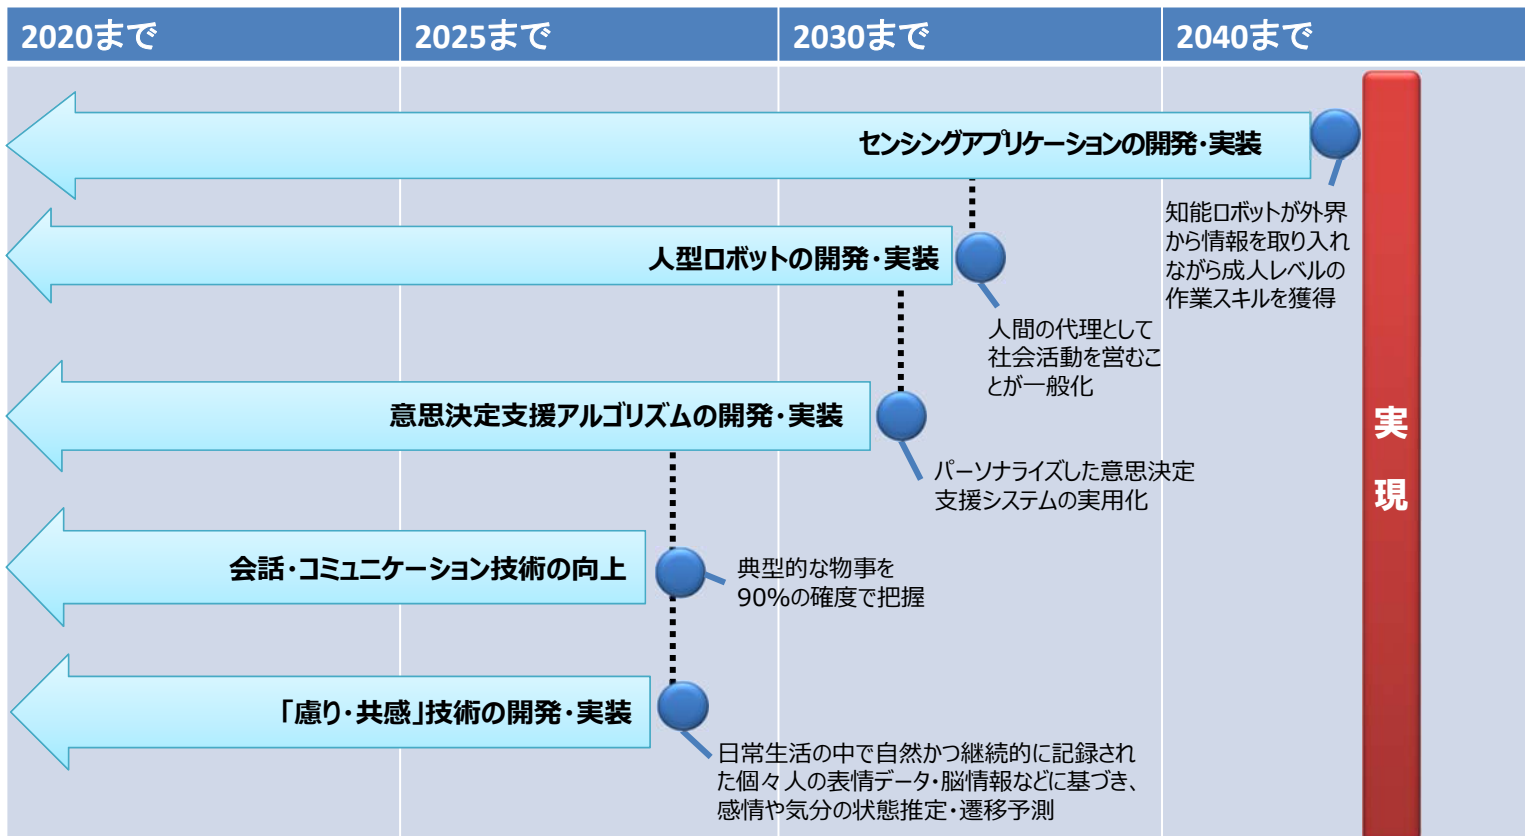 2020まで
2025まで
2030まで
2040まで
センシングアプリケーションの開発・実装
知能ロボットが外界
から情報を取り入れ
ながら成人レベルの
作業スキルを獲得
人型ロボットの開発・実装
人間の代理として
社会活動を営むこ
とが一般化
意思決定支援アルゴリズムの開発・実装
パーソナライズした意思決定
支援システムの実用化
会話・コミュニケーション技術の向上
典型的な物事を
90%の確度で把握
「慮り・共感」技術の開発・実装
日常生活の中で自然かつ継続的に記録され
た個々人の表情データ・脳情報などに基づき、
感情や気分の状態推定・遷移予測
実
現